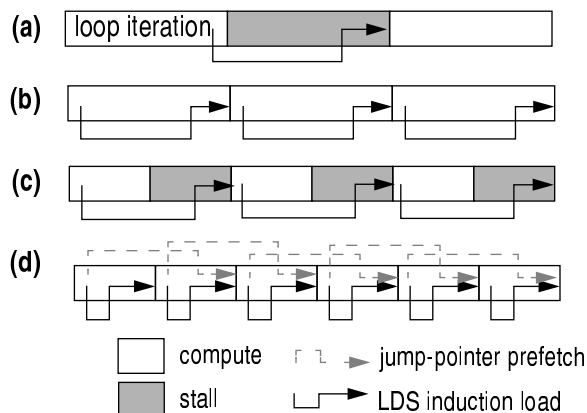 (a)
loop iteration
(b)
(c)
(d)
compute
jump-pointer prefetch
stall
LDS induction load